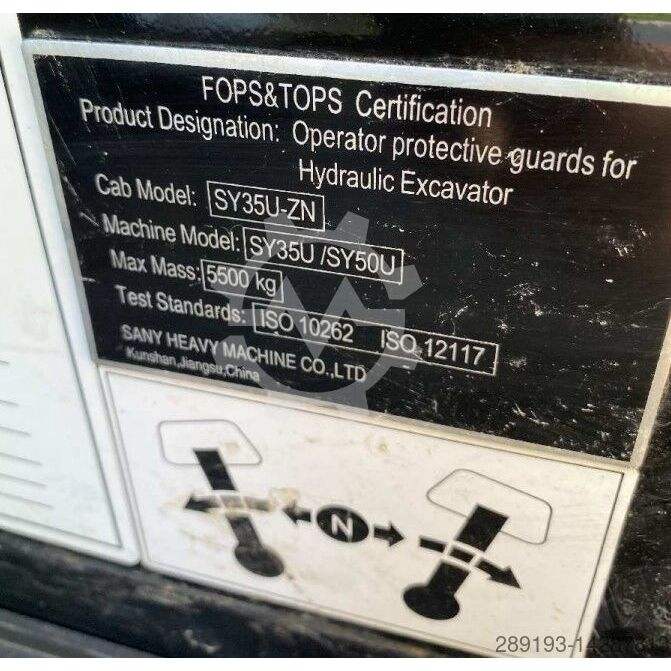 FOPS&TOPS Certification
Product Designation: Operator protective guards for
Hydraulic Excavator
Cab Model: SY35U-ZN
Machine Model: SY35U /SY50U
Max Mass: 5500 kg
Test Standards: ISO 10262 ISO 12117
SANY HEAVY MACHINE CO.,LTD
Kunshan,Jiangsu,China
N